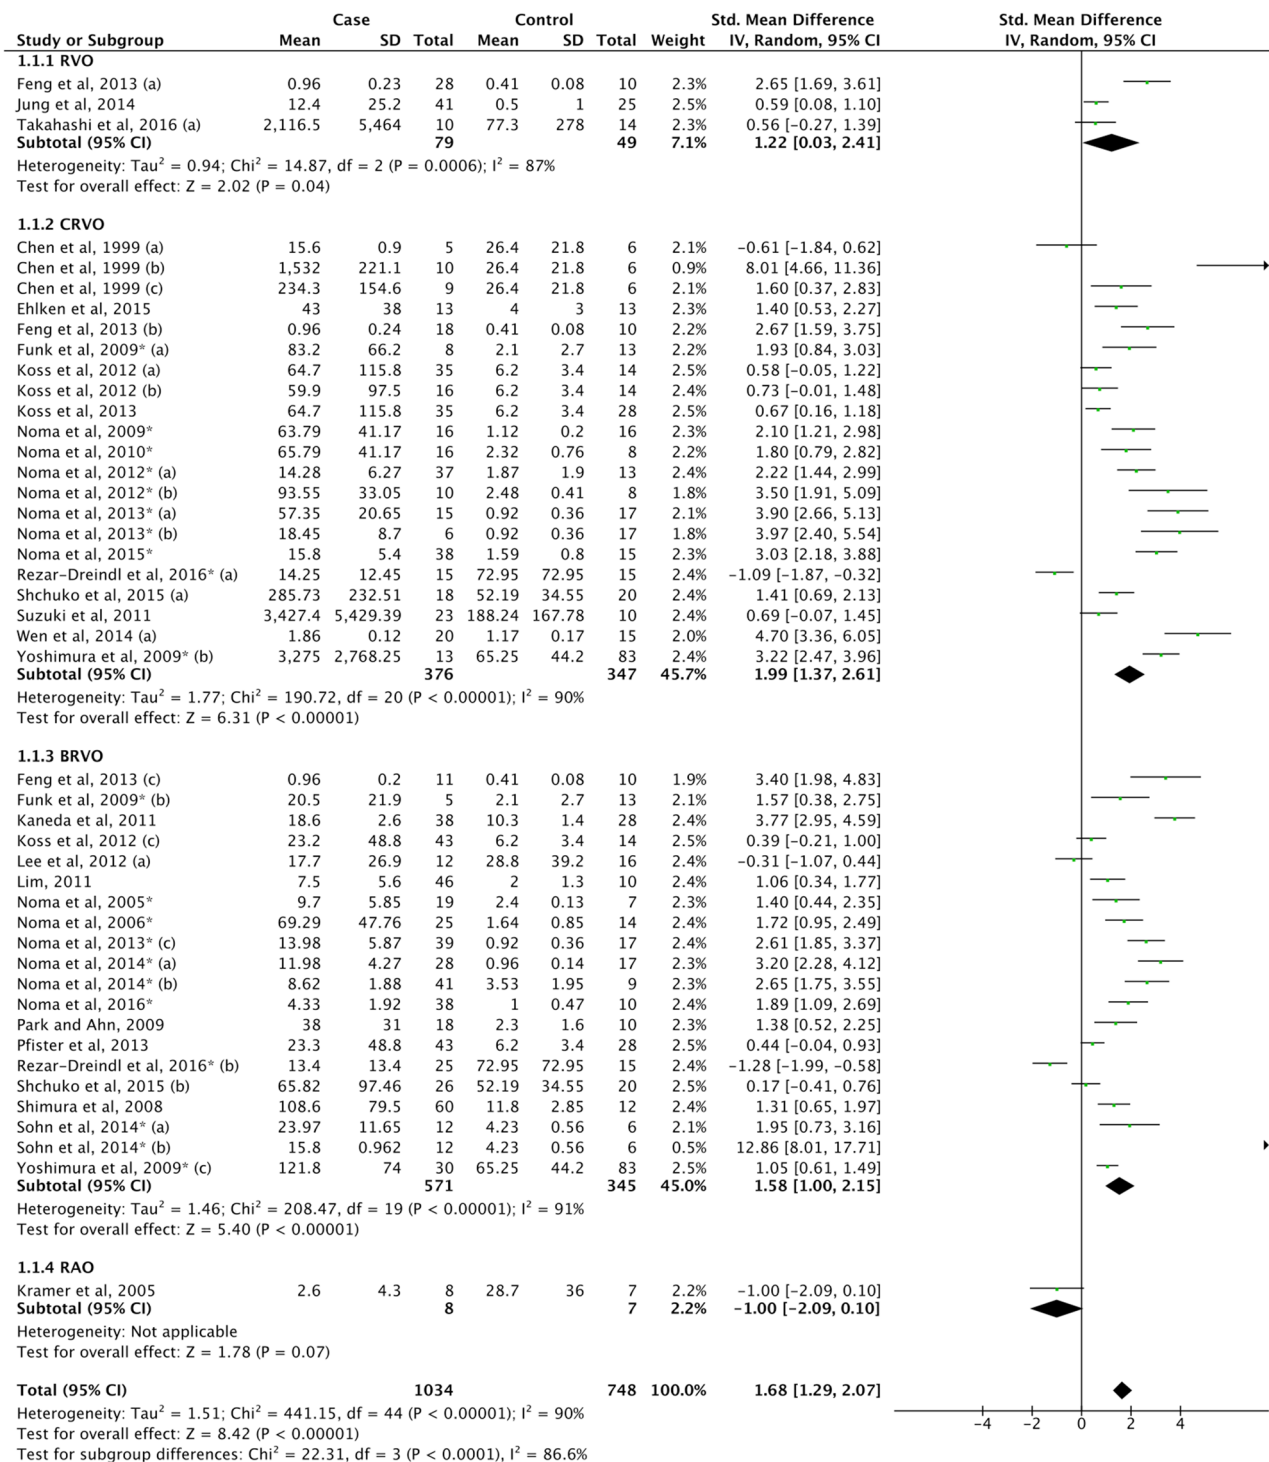 Case Control Std. Mean Difference Std. Mean Difference
Study or Subgroup Mean SD Total Mean SD Total Weight IV, Random, 95% CI IV, Random, 95% CI
1.1.1 RVO
Feng et al, 2013 (a) 0.96 0.23 28 0.41 0.08 10 2.3% 2.65 [1.69, 3.61]
Jung et al, 2014 12.4 25.2 41 0.5 1 25 2.5% 0.59 [0.08, 1.10]
Takahashi et al, 2016 (a) 2,116.5 5,464 10 77.3 278 14 2.3% 0.56 [−0.27, 1.39]
Subtotal (95% CI) 79 49 7.1% 1.22 [0.03, 2.41]
Heterogeneity: Tau² = 0.94; Chi² = 14.87, df = 2 (P = 0.0006); I² = 87%
Test for overall effect: Z = 2.02 (P = 0.04)
1.1.2 CRVO
Chen et al, 1999 (a) 15.6 0.9 5 26.4 21.8 6 2.1% −0.61 [−1.84, 0.62]
Chen et al, 1999 (b) 1,532 221.1 10 26.4 21.8 6 0.9% 8.01 [4.66, 11.36]
Chen et al, 1999 (c) 234.3 154.6 9 26.4 21.8 6 2.1% 1.60 [0.37, 2.83]
Ehlken et al, 2015 43 38 13 4 3 13 2.3% 1.40 [0.53, 2.27]
Feng et al, 2013 (b) 0.96 0.24 18 0.41 0.08 10 2.2% 2.67 [1.59, 3.75]
Funk et al, 2009* (a) 83.2 66.2 8 2.1 2.7 13 2.2% 1.93 [0.84, 3.03]
Koss et al, 2012 (a) 64.7 115.8 35 6.2 3.4 14 2.5% 0.58 [−0.05, 1.22]
Koss et al, 2012 (b) 59.9 97.5 16 6.2 3.4 14 2.4% 0.73 [−0.01, 1.48]
Koss et al, 2013 64.7 115.8 35 6.2 3.4 28 2.5% 0.67 [0.16, 1.18]
Noma et al, 2009* 63.79 41.17 16 1.12 0.2 16 2.3% 2.10 [1.21, 2.98]
Noma et al, 2010* 65.79 41.17 16 2.32 0.76 8 2.2% 1.80 [0.79, 2.82]
Noma et al, 2012* (a) 14.28 6.27 37 1.87 1.9 13 2.4% 2.22 [1.44, 2.99]
Noma et al, 2012* (b) 93.55 33.05 10 2.48 0.41 8 1.8% 3.50 [1.91, 5.09]
Noma et al, 2013* (a) 57.35 20.65 15 0.92 0.36 17 2.1% 3.90 [2.66, 5.13]
Noma et al, 2013* (b) 18.45 8.7 6 0.92 0.36 17 1.8% 3.97 [2.40, 5.54]
Noma et al, 2015* 15.8 5.4 38 1.59 0.8 15 2.3% 3.03 [2.18, 3.88]
Rezar−Dreindl et al, 2016* (a) 14.25 12.45 15 72.95 72.95 15 2.4% −1.09 [−1.87, −0.32]
Shchuko et al, 2015 (a) 285.73 232.51 18 52.19 34.55 20 2.4% 1.41 [0.69, 2.13]
Suzuki et al, 2011 3,427.4 5,429.39 23 188.24 167.78 10 2.4% 0.69 [−0.07, 1.45]
Wen et al, 2014 (a) 1.86 0.12 20 1.17 0.17 15 2.0% 4.70 [3.36, 6.05]
Yoshimura et al, 2009* (b) 3,275 2,768.25 13 65.25 44.2 83 2.4% 3.22 [2.47, 3.96]
Subtotal (95% CI) 376 347 45.7% 1.99 [1.37, 2.61]
Heterogeneity: Tau² = 1.77; Chi² = 190.72, df = 20 (P < 0.00001); I² = 90%
Test for overall effect: Z = 6.31 (P < 0.00001)
1.1.3 BRVO
Feng et al, 2013 (c) 0.96 0.2 11 0.41 0.08 10 1.9% 3.40 [1.98, 4.83]
Funk et al, 2009* (b) 20.5 21.9 5 2.1 2.7 13 2.1% 1.57 [0.38, 2.75]
Kaneda et al, 2011 18.6 2.6 38 10.3 1.4 28 2.4% 3.77 [2.95, 4.59]
Koss et al, 2012 (c) 23.2 48.8 43 6.2 3.4 14 2.5% 0.39 [−0.21, 1.00]
Lee et al, 2012 (a) 17.7 26.9 12 28.8 39.2 16 2.4% −0.31 [−1.07, 0.44]
Lim, 2011 7.5 5.6 46 2 1.3 10 2.4% 1.06 [0.34, 1.77]
Noma et al, 2005* 9.7 5.85 19 2.4 0.13 7 2.3% 1.40 [0.44, 2.35]
Noma et al, 2006* 69.29 47.76 25 1.64 0.85 14 2.4% 1.72 [0.95, 2.49]
Noma et al, 2013* (c) 13.98 5.87 39 0.92 0.36 17 2.4% 2.61 [1.85, 3.37]
Noma et al, 2014* (a) 11.98 4.27 28 0.96 0.14 17 2.3% 3.20 [2.28, 4.12]
Noma et al, 2014* (b) 8.62 1.88 41 3.53 1.95 9 2.3% 2.65 [1.75, 3.55]
Noma et al, 2016* 4.33 1.92 38 1 0.47 10 2.4% 1.89 [1.09, 2.69]
Park and Ahn, 2009 38 31 18 2.3 1.6 10 2.3% 1.38 [0.52, 2.25]
Pfister et al, 2013 23.3 48.8 43 6.2 3.4 28 2.5% 0.44 [−0.04, 0.93]
Rezar−Dreindl et al, 2016* (b) 13.4 13.4 25 72.95 72.95 15 2.4% −1.28 [−1.99, −0.58]
Shchuko et al, 2015 (b) 65.82 97.46 26 52.19 34.55 20 2.5% 0.17 [−0.41, 0.76]
Shimura et al, 2008 108.6 79.5 60 11.8 2.85 12 2.4% 1.31 [0.65, 1.97]
Sohn et al, 2014* (a) 23.97 11.65 12 4.23 0.56 6 2.1% 1.95 [0.73, 3.16]
Sohn et al, 2014* (b) 15.8 0.962 12 4.23 0.56 6 0.5% 12.86 [8.01, 17.71]
Yoshimura et al, 2009* (c) 121.8 74 30 65.25 44.2 83 2.5% 1.05 [0.61, 1.49]
Subtotal (95% CI) 571 345 45.0% 1.58 [1.00, 2.15]
Heterogeneity: Tau² = 1.46; Chi² = 208.47, df = 19 (P < 0.00001); I² = 91%
Test for overall effect: Z = 5.40 (P < 0.00001)
1.1.4 RAO
Kramer et al, 2005 2.6 4.3 8 28.7 36 7 2.2% −1.00 [−2.09, 0.10]
Subtotal (95% CI) 8 7 2.2% −1.00 [−2.09, 0.10]
Heterogeneity: Not applicable
Test for overall effect: Z = 1.78 (P = 0.07)
Total (95% CI) 1034 748 100.0% 1.68 [1.29, 2.07]
Heterogeneity: Tau² = 1.51; Chi² = 441.15, df = 44 (P < 0.00001); I² = 90%
Test for overall effect: Z = 8.42 (P < 0.00001)
Test for subgroup differences: Chi² = 22.31, df = 3 (P < 0.0001), I² = 86.6%
−4 −2 0 2 4